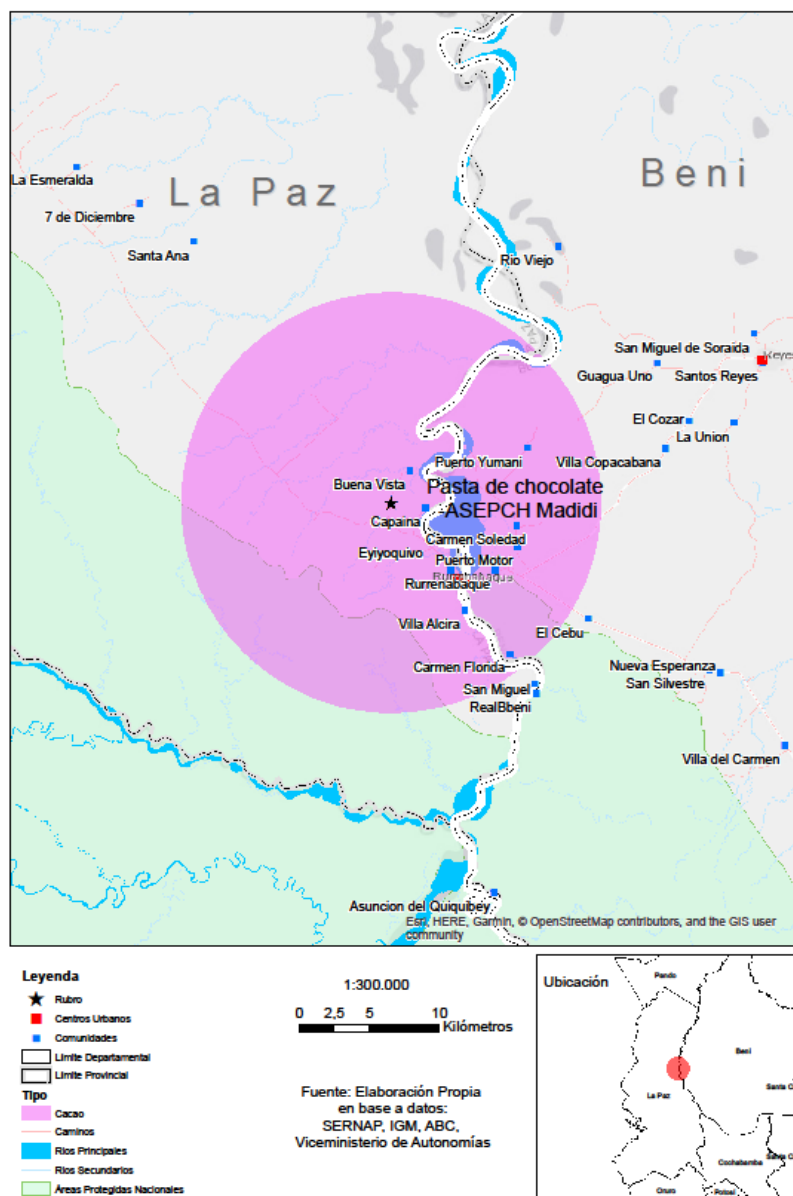 La Paz
Beni
La Esmeralda
7 de Diciembre
Santa Ana
Rio Viejo
San Miguel de Soraida
Guagua Uno
Santos Reyes
El Cozar
La Union
Puerto Yumani
Villa Copacabana
Buena Vista
Pasta de chocolate
-ASEPCH Madidi
Capaina
Carmen Soledad
Eyiyoquivo
Puerto Motor
Rurrenabaque
Rurrenabaque
Villa Alcira
El Cebu
Carmen Florida
Nueva Esperanza
San Silvestre
San Miguel
RealBbeni
Villa del Carmen
Asuncion del Quiquibey
Esri, HERE, Garmin, © OpenStreetMap contributors, and the GIS user
community
Leyenda
Rubro
Centros Urbanos
Comunidades
Límite Departamental
Límite Provincial
Tipo
Cacao
Caminos
Ríos Principales
Ríos Secundarios
Áreas Protegidas Nacionales
1:300.000
0 2,5 5 10
Kilómetros
Fuente: Elaboración Propia
en base a datos:
SERNAP, IGM, ABC,
Viceministerio de Autonomías
Ubicación
Pando
Beni
La Paz
Cochabamba
Oruro
Potosí